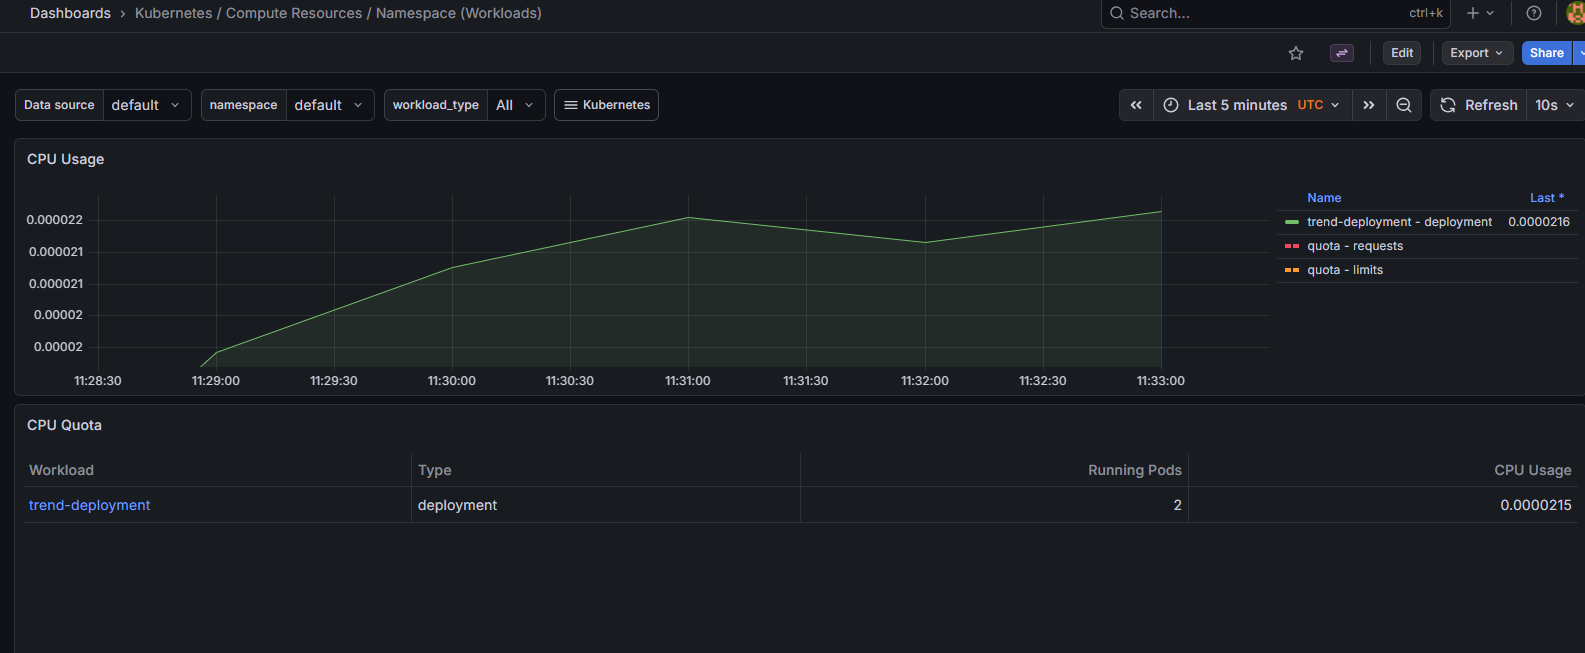 Dashboards › Kubernetes / Compute Resources / Namespace (Workloads) Search... ctrl+k
Edit Export Share
Data source default namespace default workload_type All Kubernetes Last 5 minutes UTC Refresh 10s
CPU Usage
0.000022
0.000021
0.000021
0.00002
0.00002
11:28:30 11:29:00 11:29:30 11:30:00 11:30:30 11:31:00 11:31:30 11:32:00 11:32:30 11:33:00
Name Last *
trend-deployment - deployment 0.0000216
quota - requests
quota - limits
CPU Quota
Workload Type Running Pods CPU Usage
trend-deployment deployment 2 0.0000215